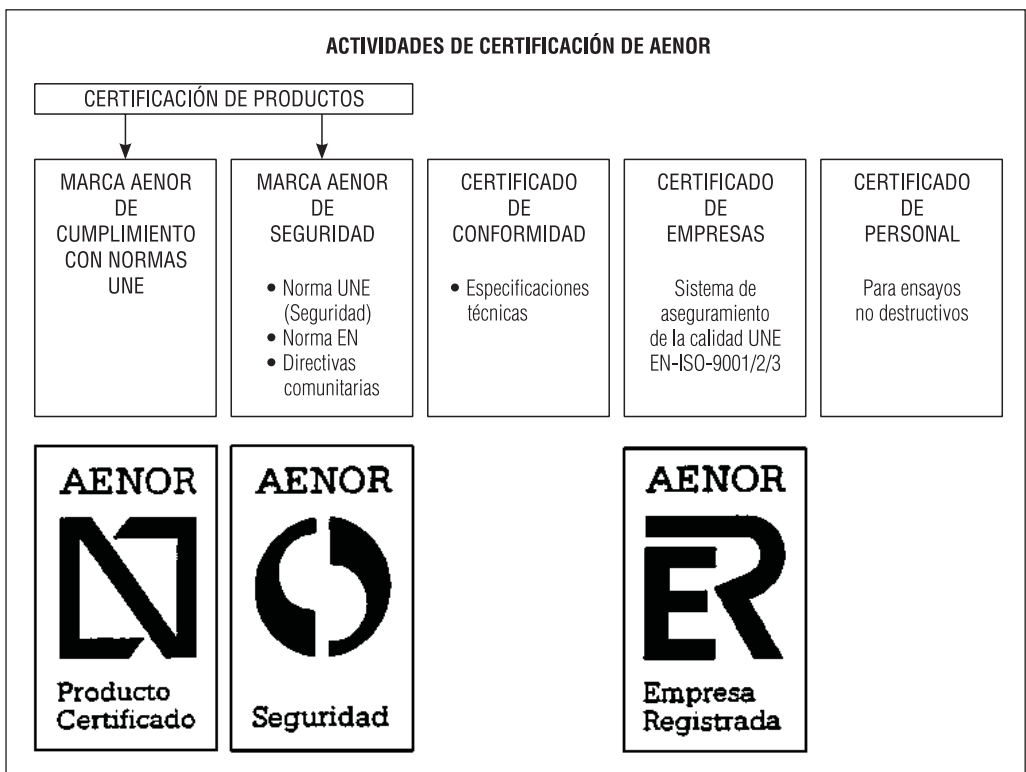 ACTIVIDADES DE CERTIFICACIÓN DE AENOR
CERTIFICACIÓN DE PRODUCTOS
MARCA AENOR
DE
CUMPLIMIENTO
CON NORMAS
UNE
MARCA AENOR
DE
SEGURIDAD
• Norma UNE
(Seguridad)
• Norma EN
• Directivas
comunitarias
CERTIFICADO
DE
CONFORMIDAD
• Especificaciones
técnicas
CERTIFICADO
DE
EMPRESAS
Sistema de
aseguramiento
de la calidad UNE
EN-ISO-9001/2/3
CERTIFICADO
DE
PERSONAL
Para ensayos
no destructivos
AENOR
N
Producto
Certificado
AENOR
Seguridad
AENOR
ER
Empresa
Registrada